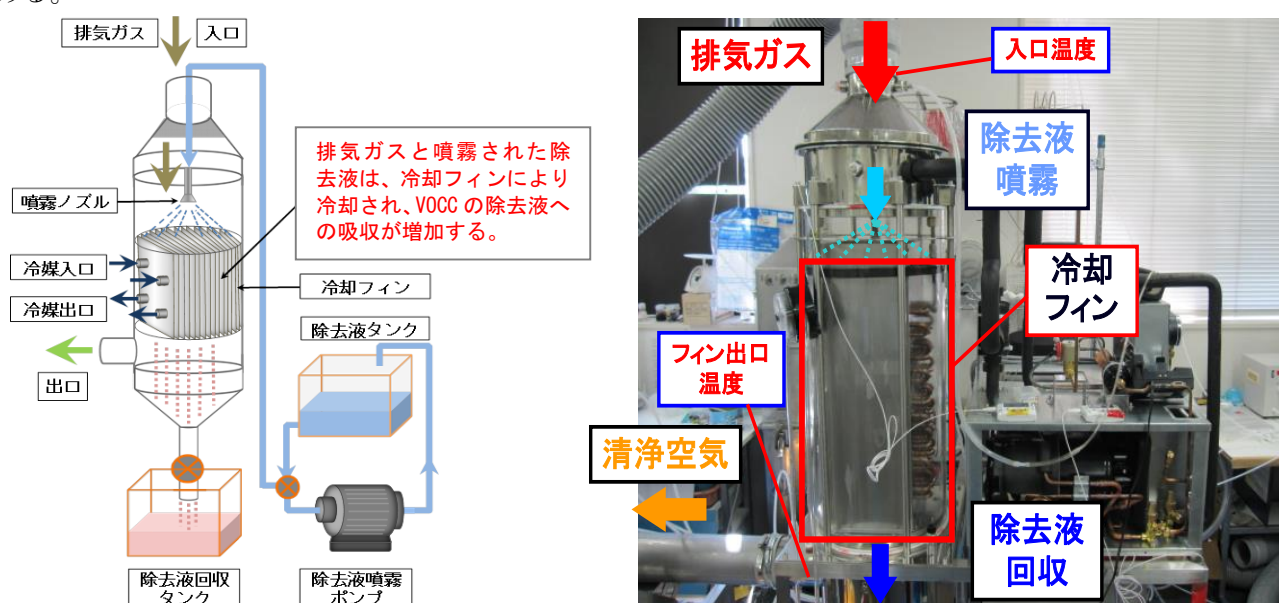 ある。
排気ガス
入口
噴霧ノズル
冷媒入口
冷媒出口
出口
排気ガスと噴霧された除
去液は、冷却フィンにより
冷却され、VOCC の除去液へ
の吸収が増加する。
冷却フィン
除去液タンク
除去液回収
タンク
除去液噴霧
ポンプ
排気ガス
入口温度
除去液
噴霧
冷却
フィン
フィン出口
温度
清浄空気
除去液
回収